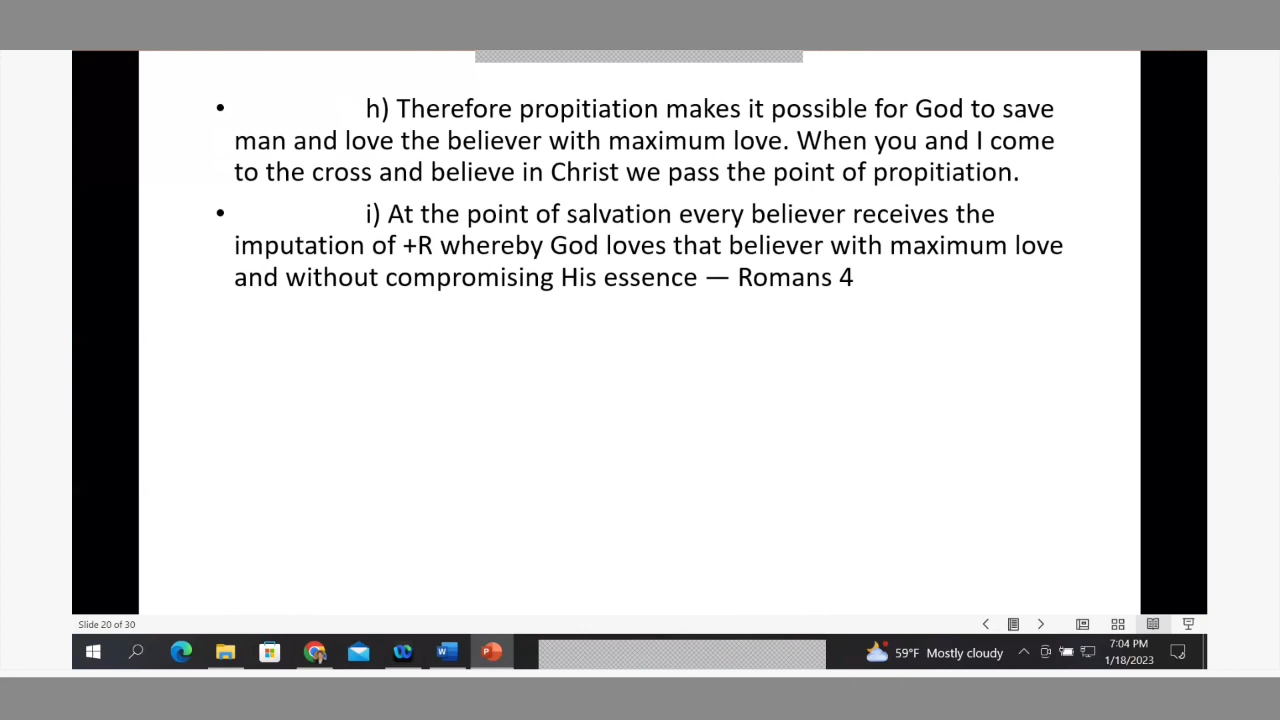 • h) Therefore propitiation makes it possible for God to save
man and love the believer with maximum love. When you and I come
to the cross and believe in Christ we pass the point of propitiation.
• i) At the point of salvation every believer receives the
imputation of +R whereby God loves that believer with maximum love
and without compromising His essence — Romans 4
Slide 20 of 30
59°F Mostly cloudy
7:04 PM
1/18/2023